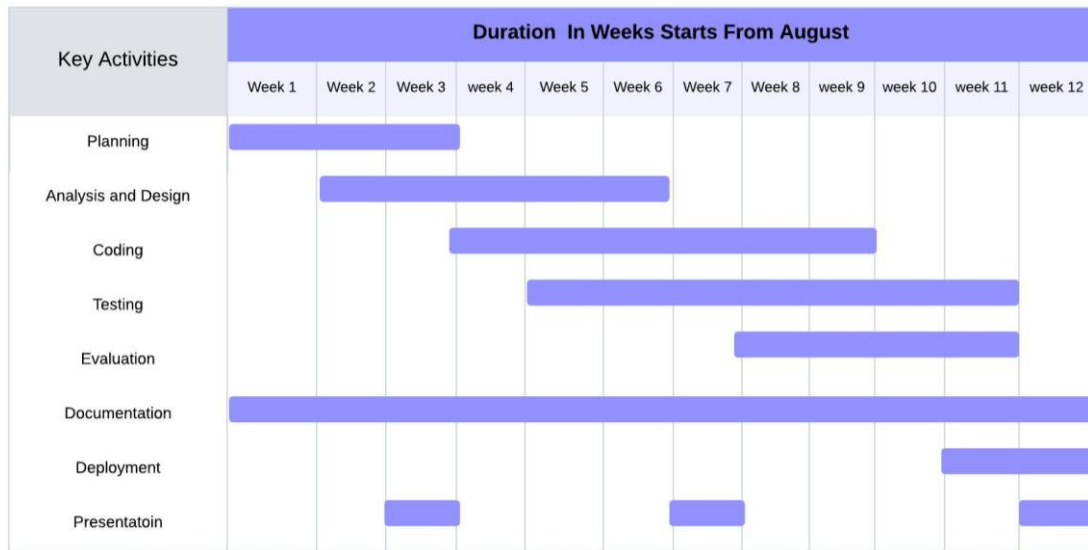 Key Activities
Duration In Weeks Starts From August
Week 1 Week 2 Week 3 week 4 Week 5 Week 6 Week 7 Week 8 week 9 week 10 week 11 week 12
Planning
Analysis and Design
Coding
Testing
Evaluation
Documentation
Deployment
Presentatoin